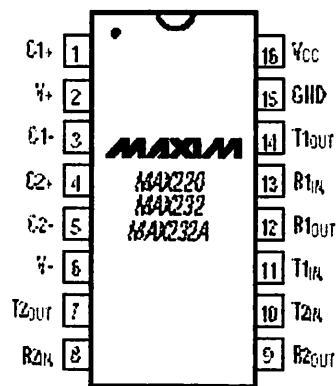 C1+ 1 16 VCC
V+ 2 15 GND
C1- 3 14 T1OUT
MAXIM
C2+ 4 MAX220 13 R1IN
MAX232
C2- 5 MAX232A 12 R1OUT
V- 6 11 T1IN
T2OUT 7 10 T2IN
R2IN 8 9 R2OUT